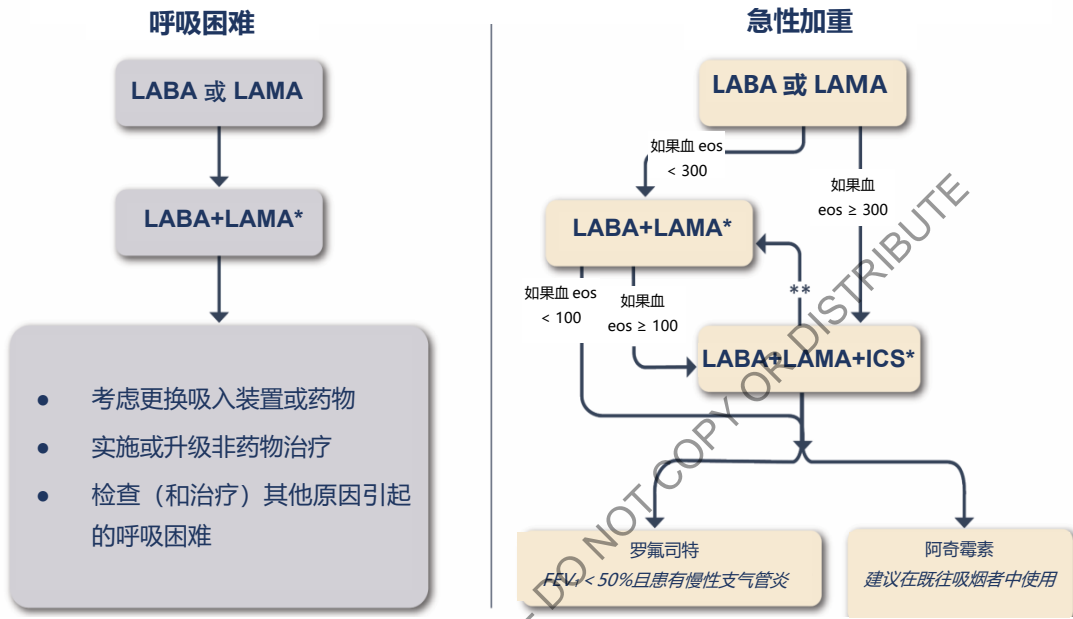 呼吸困难
LABA 或 LAMA
LABA+LAMA*
● 考虑更换吸入装置或药物
● 实施或升级非药物治疗
● 检查（和治疗）其他原因引起
的呼吸困难
急性加重
LABA 或 LAMA
如果血 eos
< 300
如果血
eos ≥ 300
LABA+LAMA*
如果血 eos
< 100
如果血
eos ≥ 100
**
LABA+LAMA+ICS*
罗氟司特
FEV₁ < 50%且患有慢性支气管炎
阿奇霉素
建议在既往吸烟者中使用
DO NOT COPY OR DISTRIBUTE